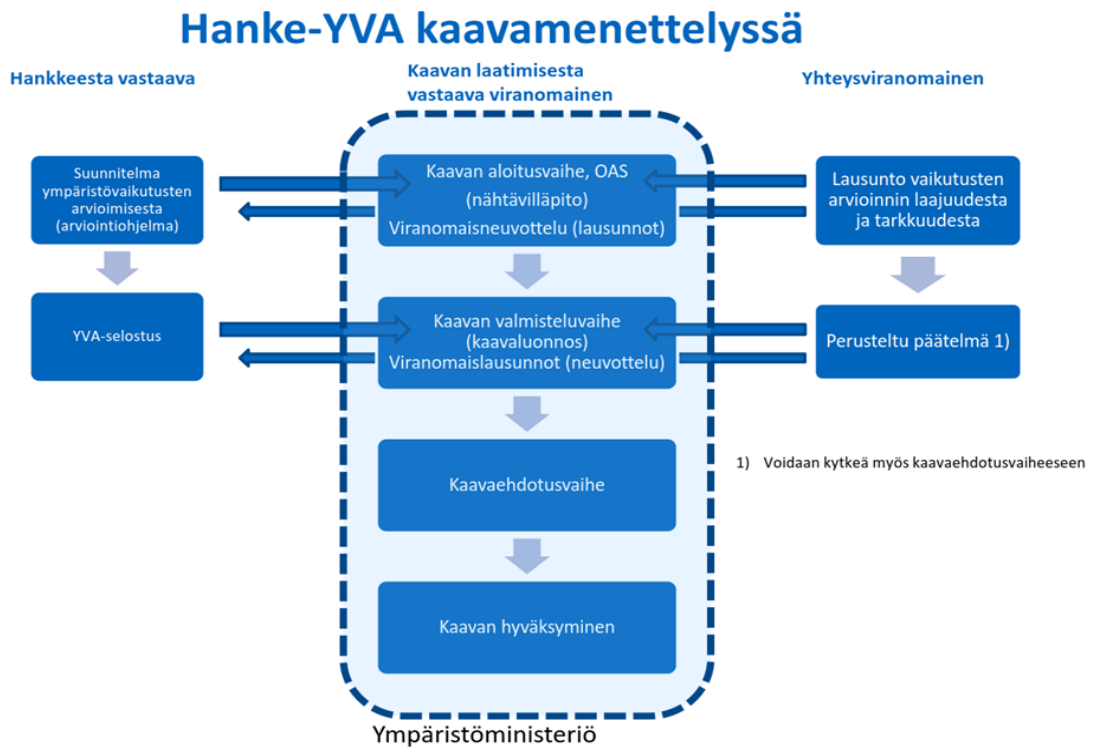 Hanke-YVA kaavamenettelyssä
Hankkeesta vastaava
Kaavan laatimisesta
vastaava viranomainen
Yhteysviranomainen
Suunnitelma
ympäristövaikutusten
arvioimisesta
(arviointiohjelma)
Kaavan aloitusvaihe, OAS
(nähtävilläpito)
Viranomaisneuvottelu (lausunnot)
Lausunto vaikutusten
arvioinnin laajuudesta
ja tarkkuudesta
YVA-selostus
Kaavan valmisteluvaihe
(kaavaluonnos)
Viranomaislausunnot (neuvottelu)
Perusteltu päätelmä 1)
Kaavaehdotusvaihe
1) Voidaan kytkeä myös kaavaehdotusvaiheeseen
Kaavan hyväksyminen
Ympäristöministeriö